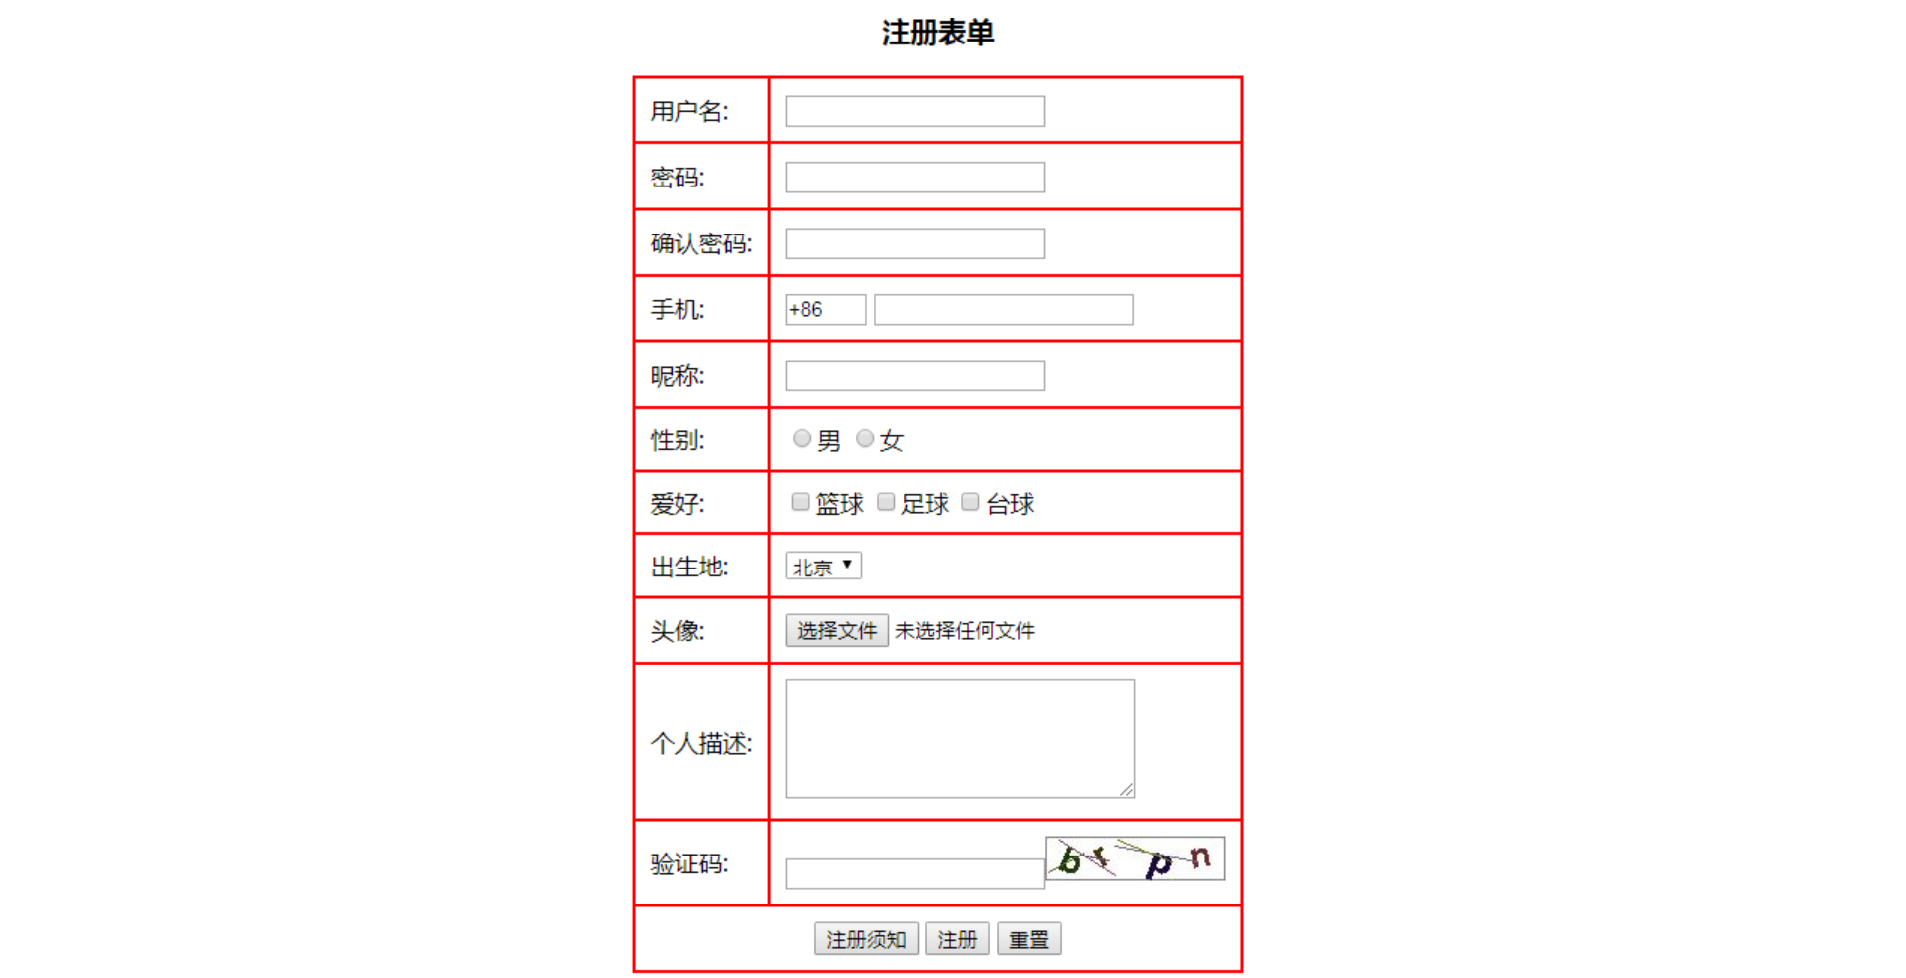 注册表单
用户名:
密码:
确认密码:
手机: +86
昵称:
性别: 男 女
爱好: 篮球 足球 台球
出生地: 北京
头像: 选择文件 未选择任何文件
个人描述:
验证码:
注册须知 注册 重置